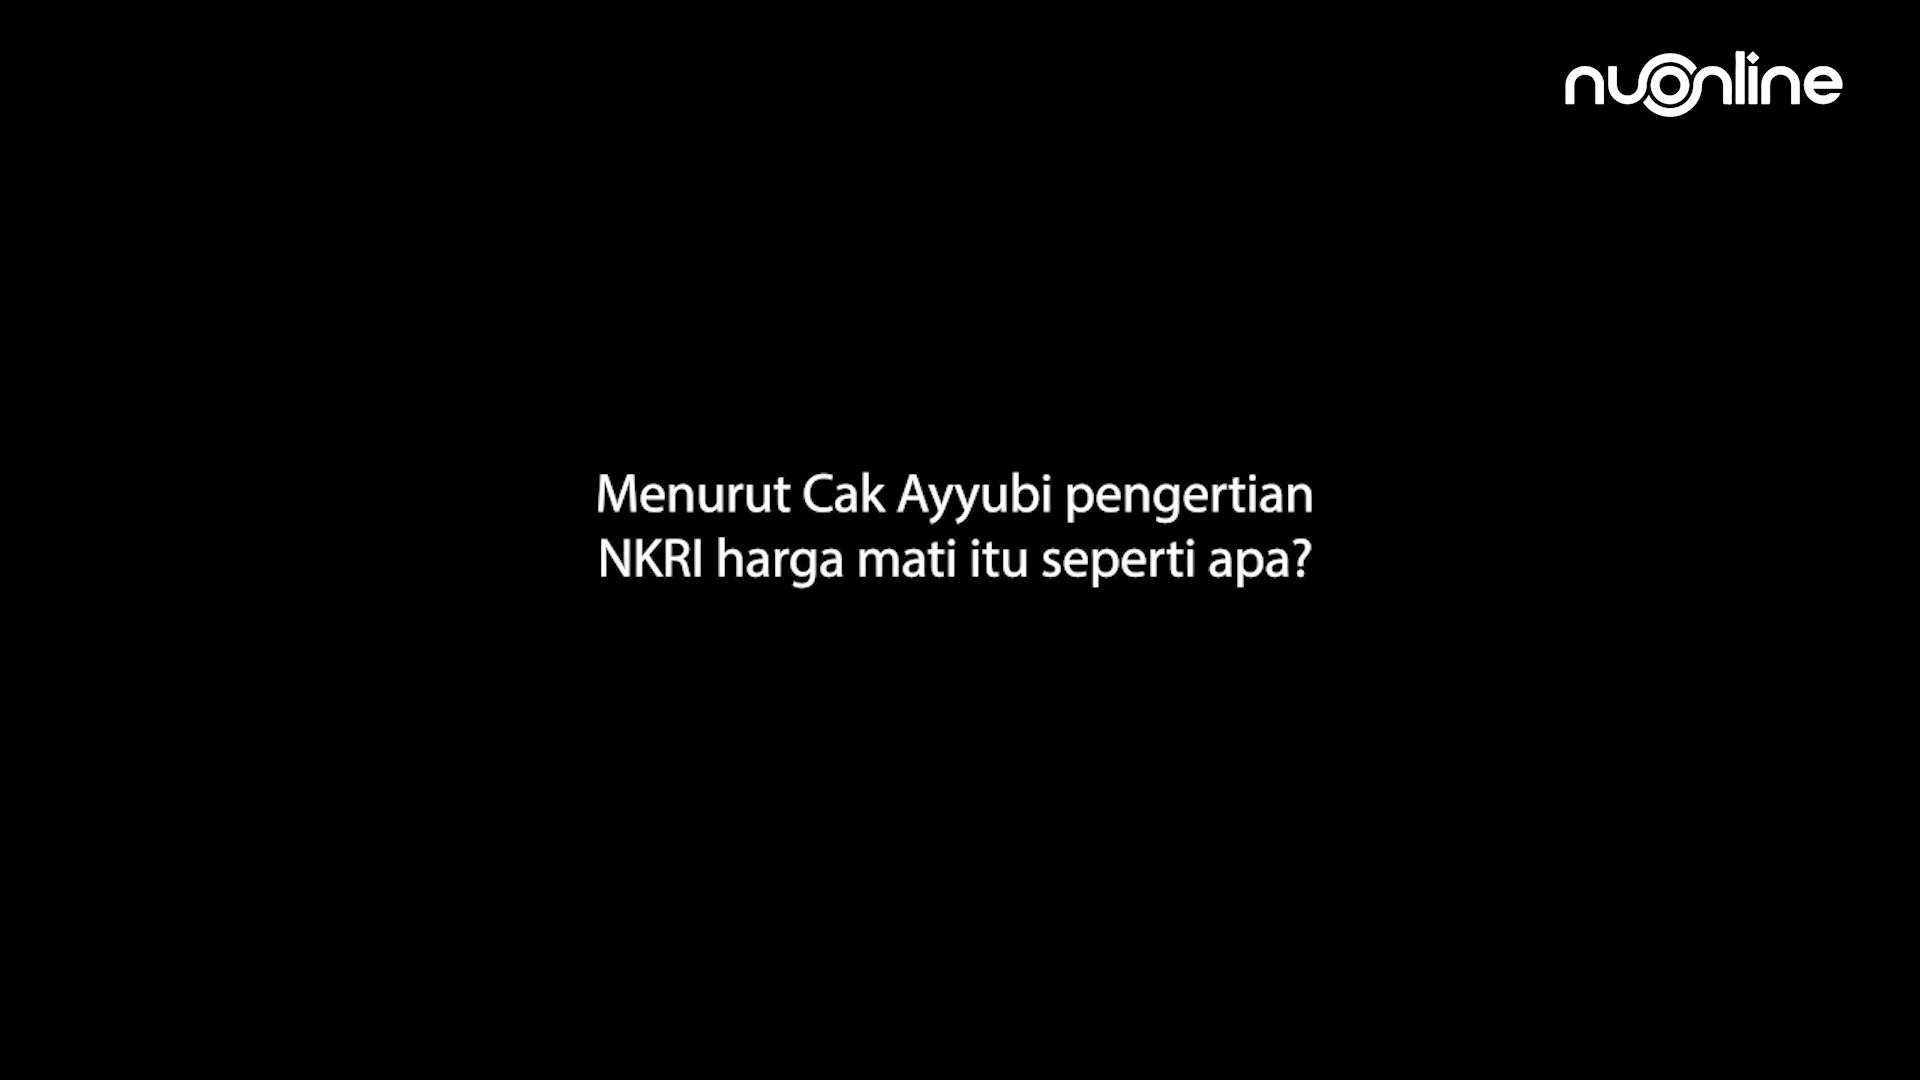 nuonline
Menurut Cak Ayyubi pengertian
NKRI harga mati itu seperti apa?